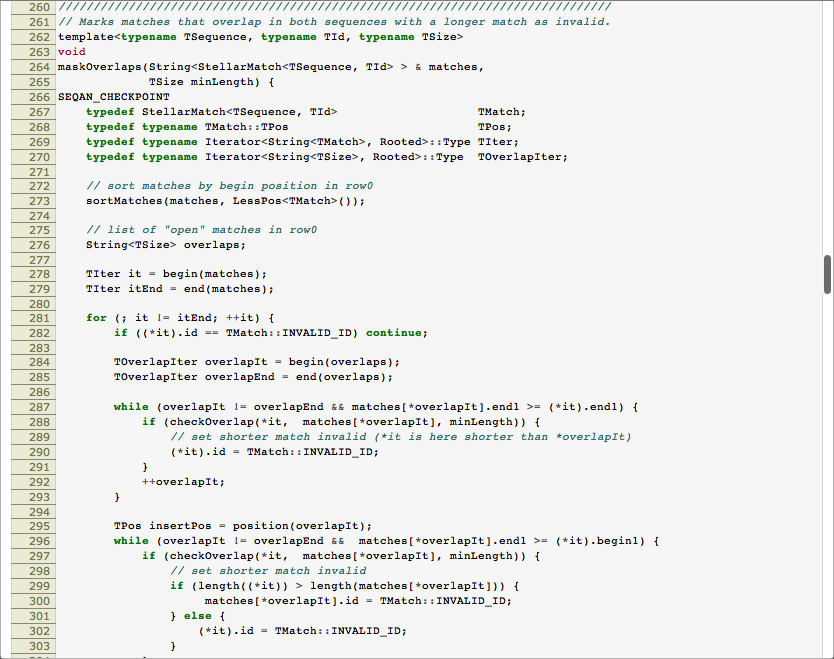 260 ///////////////////////////////////////////////////////////////////////////////
261 // Marks matches that overlap in both sequences with a longer match as invalid.
262 template<typename TSequence, typename TId, typename TSize>
263 void
264 maskOverlaps(String<StellarMatch<TSequence, TId> > & matches,
265              TSize minLength) {
266 SEQAN_CHECKPOINT
267     typedef StellarMatch<TSequence, TId>                    TMatch;
268     typedef typename TMatch::TPos                           TPos;
269     typedef typename Iterator<String<TMatch>, Rooted>::Type TIter;
270     typedef typename Iterator<String<TSize>, Rooted>::Type  TOverlapIter;
271
272     // sort matches by begin position in row0
273     sortMatches(matches, LessPos<TMatch>());
274
275     // list of "open" matches in row0
276     String<TSize> overlaps;
277
278     TIter it = begin(matches);
279     TIter itEnd = end(matches);
280
281     for (; it != itEnd; ++it) {
282         if ((*it).id == TMatch::INVALID_ID) continue;
283
284         TOverlapIter overlapIt = begin(overlaps);
285         TOverlapIter overlapEnd = end(overlaps);
286
287         while (overlapIt != overlapEnd && matches[*overlapIt].end1 >= (*it).end1) {
288             if (checkOverlap(*it,  matches[*overlapIt], minLength)) {
289                 // set shorter match invalid (*it is here shorter than *overlapIt)
290                 (*it).id = TMatch::INVALID_ID;
291             }
292             ++overlapIt;
293         }
294
295         TPos insertPos = position(overlapIt);
296         while (overlapIt != overlapEnd &&  matches[*overlapIt].end1 >= (*it).begin1) {
297             if (checkOverlap(*it,  matches[*overlapIt], minLength)) {
298                 // set shorter match invalid
299                 if (length((*it)) > length(matches[*overlapIt])) {
300                      matches[*overlapIt].id = TMatch::INVALID_ID;
301                 } else {
302                     (*it).id = TMatch::INVALID_ID;
303                 }